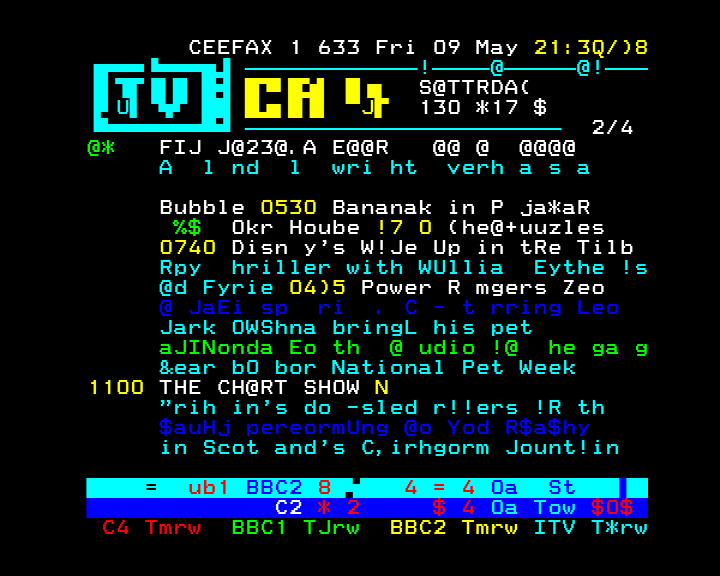 CEEFAX 1 633 Fri 09 May 21:3Q/)8
!    @     @!
TV CH 4
S@TTRDA(
130 *17 $
2/4
@*   FIJ J@23@.A E@@R   @@ @  @@@@
A  l nd  l  wri ht  verh a s a
Bubble 0530 Bananak in P ja*aR
%$  Okr Hoube !7 0 (he@+uuzles
0740 Disn y's W!Je Up in tRe Tilb
Rpy  hriller with WUllia  Eythe !s
@d Fyrie 04)5 Power R mgers Zeo
@ JaEi sp  ri  . C - t rring Leo
Jark OWShna bringL his pet
aJINonda Eo th  @ udio !@  he ga g
&ear bO bor National Pet Week
1100 THE CH@RT SHOW N
"rih in's do -sled r!!ers !R th
$auHj pereormUng @o Yod R$a$hy
in Scot and's C,irhgorm Jount!in
=  ub1 BBC2 8 .   4 = 4 Oa  St
C2 * 2     $ 4 Oa Tow $O$
C4 Tmrw  BBC1 TJrw  BBC2 Tmrw ITV T*rw